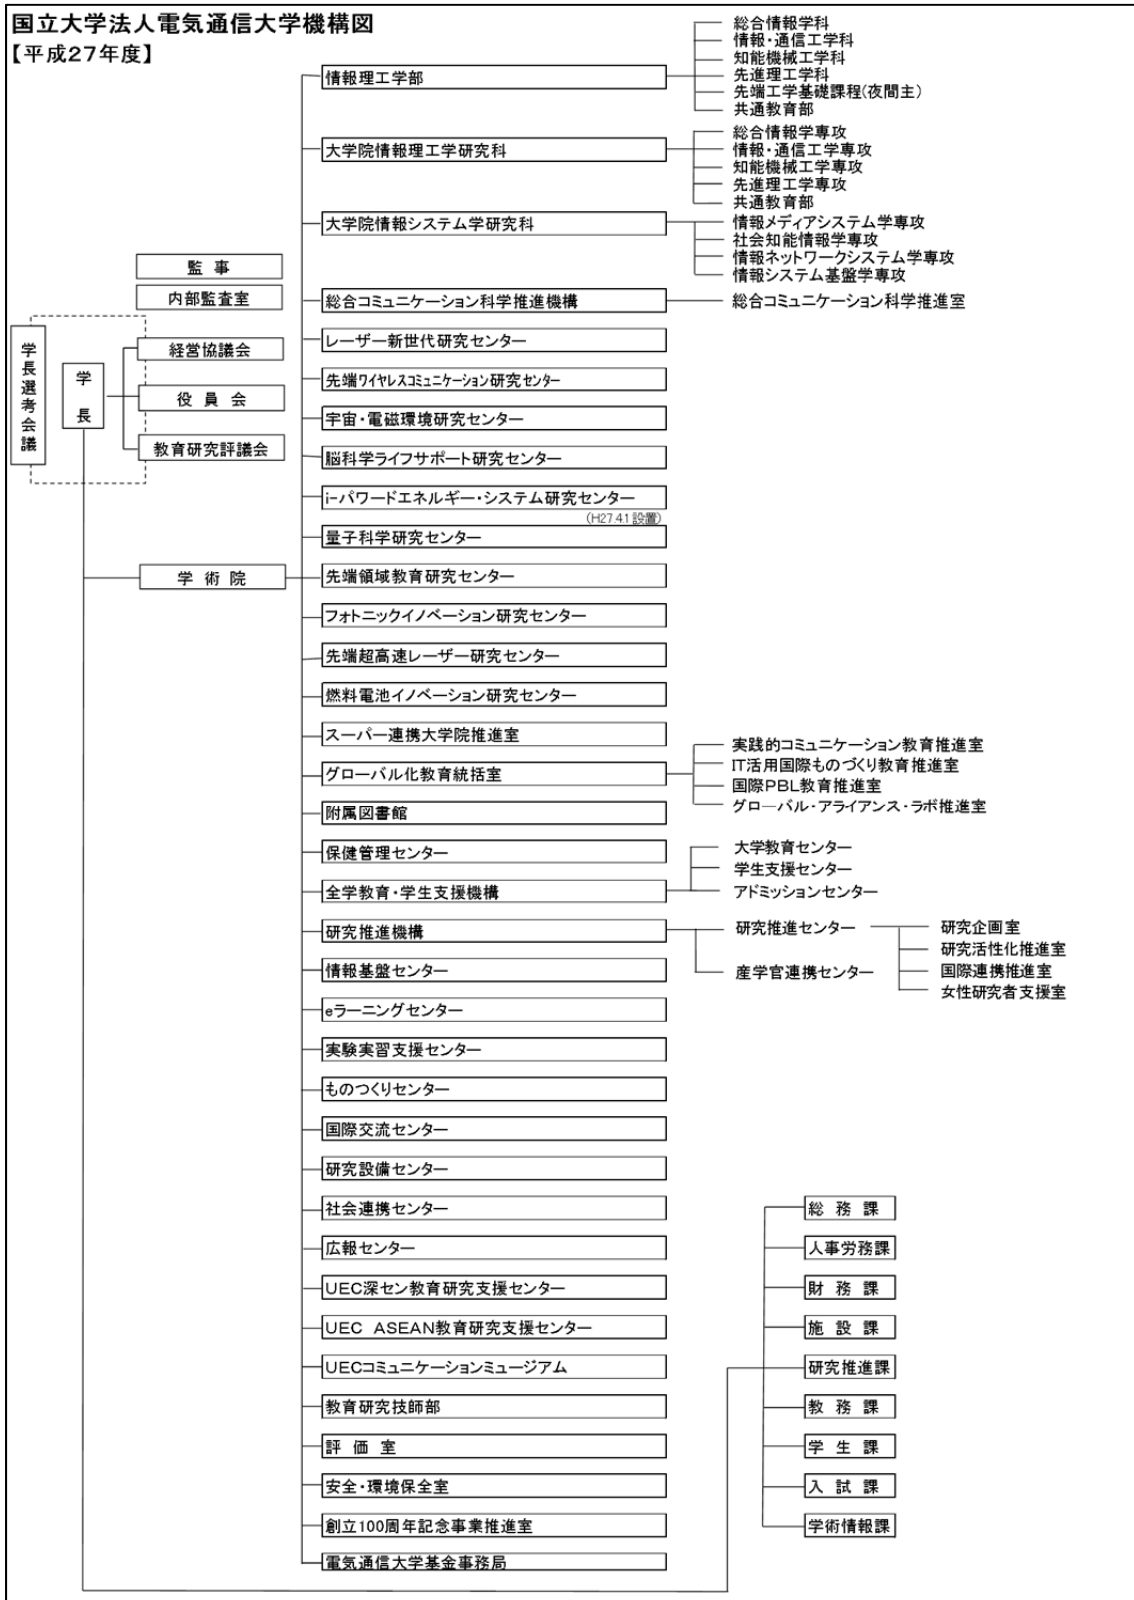 国立大学法人電気通信大学機構図
【平成27年度】
情報理工学部
総合情報学科
情報・通信工学科
知能機械工学科
先進理工学科
先端工学基礎課程(夜間主)
共通教育部
大学院情報理工学研究科
総合情報学専攻
情報・通信工学専攻
知能機械工学専攻
先進理工学専攻
共通教育部
大学院情報システム学研究科
情報メディアシステム学専攻
社会知能情報学専攻
情報ネットワークシステム学専攻
情報システム基盤学専攻
監 事
内部監査室
学長選考会議
学 長
経営協議会
役 員 会
教育研究評議会
学 術 院
総合コミュニケーション科学推進機構
総合コミュニケーション科学推進室
レーザー新世代研究センター
先端ワイヤレスコミュニケーション研究センター
宇宙・電磁環境研究センター
脳科学ライフサポート研究センター
i-パワードエネルギー・システム研究センター
(H27.4.1 設置)
量子科学研究センター
先端領域教育研究センター
フォトニックイノベーション研究センター
先端超高速レーザー研究センター
燃料電池イノベーション研究センター
スーパー連携大学院推進室
グローバル化教育統括室
実践的コミュニケーション教育推進室
IT活用国際ものづくり教育推進室
国際PBL教育推進室
グローバル・アライアンス・ラボ推進室
附属図書館
保健管理センター
全学教育・学生支援機構
大学教育センター
学生支援センター
アドミッションセンター
研究推進機構
研究推進センター
研究企画室
研究活性化推進室
国際連携推進室
女性研究者支援室
産学官連携センター
情報基盤センター
eラーニングセンター
実験実習支援センター
ものつくりセンター
国際交流センター
研究設備センター
社会連携センター
広報センター
UEC深セン教育研究支援センター
UEC ASEAN教育研究支援センター
UECコミュニケーションミュージアム
教育研究技師部
評 価 室
安全・環境保全室
創立100周年記念事業推進室
電気通信大学基金事務局
総 務 課
人事労務課
財 務 課
施 設 課
研究推進課
教 務 課
学 生 課
入 試 課
学術情報課